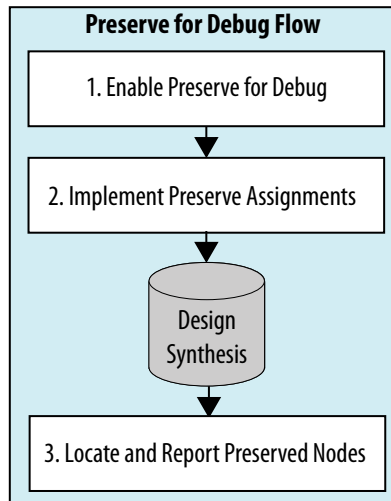 Preserve for Debug Flow
1. Enable Preserve for Debug
2. Implement Preserve Assignments
Design
Synthesis
3. Locate and Report Preserved Nodes